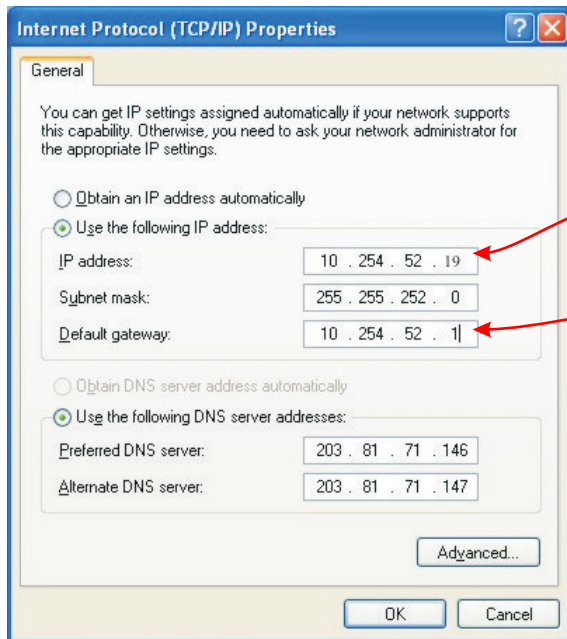 Internet Protocol (TCP/IP) Properties
General
You can get IP settings assigned automatically if your network supports
this capability. Otherwise, you need to ask your network administrator for
the appropriate IP settings.
Obtain an IP address automatically
Use the following IP address:
IP address: 10 . 254 . 52 . 19
Subnet mask: 255 . 255 . 252 . 0
Default gateway: 10 . 254 . 52 . 1
Obtain DNS server address automatically
Use the following DNS server addresses:
Preferred DNS server: 203 . 81 . 71 . 146
Alternate DNS server: 203 . 81 . 71 . 147
Advanced...
OK Cancel